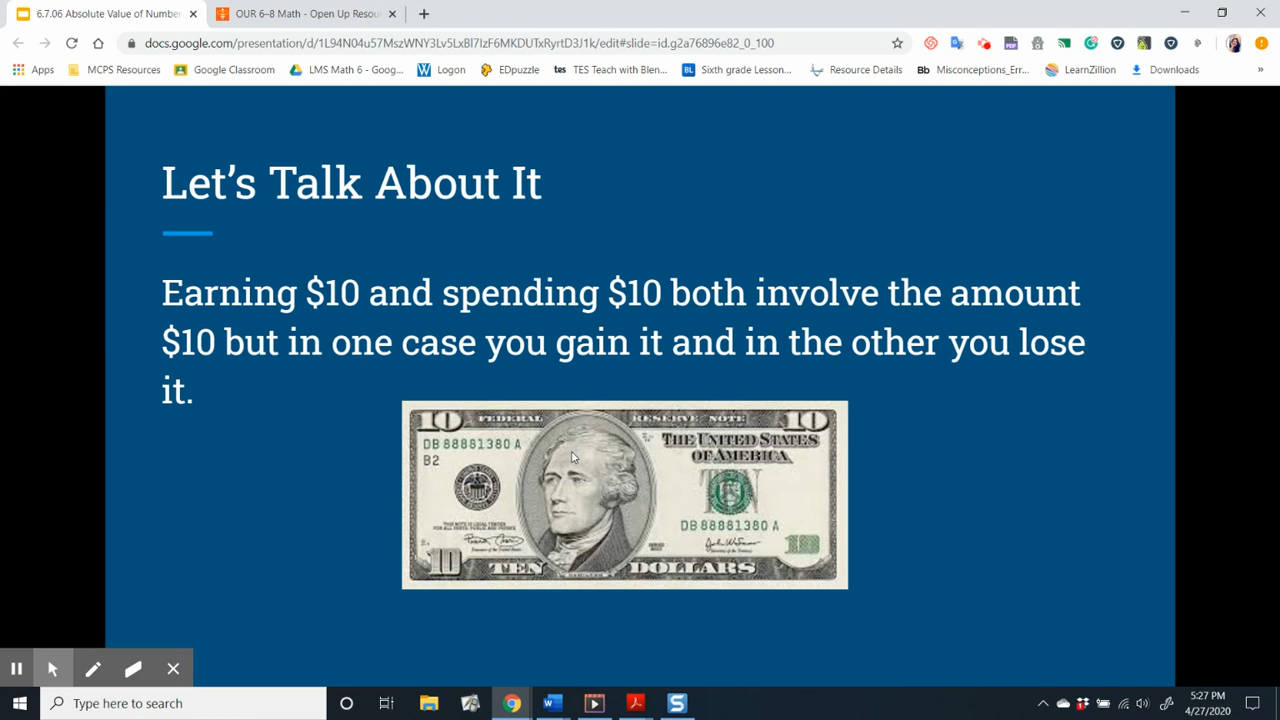 6.7.06 Absolute Value of Number
OUR 6–8 Math - Open Up Resou
docs.google.com/presentation/d/1L94N04u57MszWNY3Lv5LxBl7IzF6MKDUTxRyrtD3J1k/edit#slide=id.g2a76896e82_0_100
Apps MCPS Resources Google Classroom LMS Math 6 - Goog... Logon EDpuzzle tes TES Teach with Blen... BL Sixth grade Lesson... Resource Details Bb Misconceptions_Err... LearnZillion Downloads »
Let's Talk About It
Earning $10 and spending $10 both involve the amount
$10 but in one case you gain it and in the other you lose
it.
10 FEDERAL RESERVE NOTE 10
DB 88881380 A
B2
THE UNITED STATES
OF AMERICA
DB 88881380 A
10 TEN DOLLARS
Type here to search
5:27 PM
4/27/2020